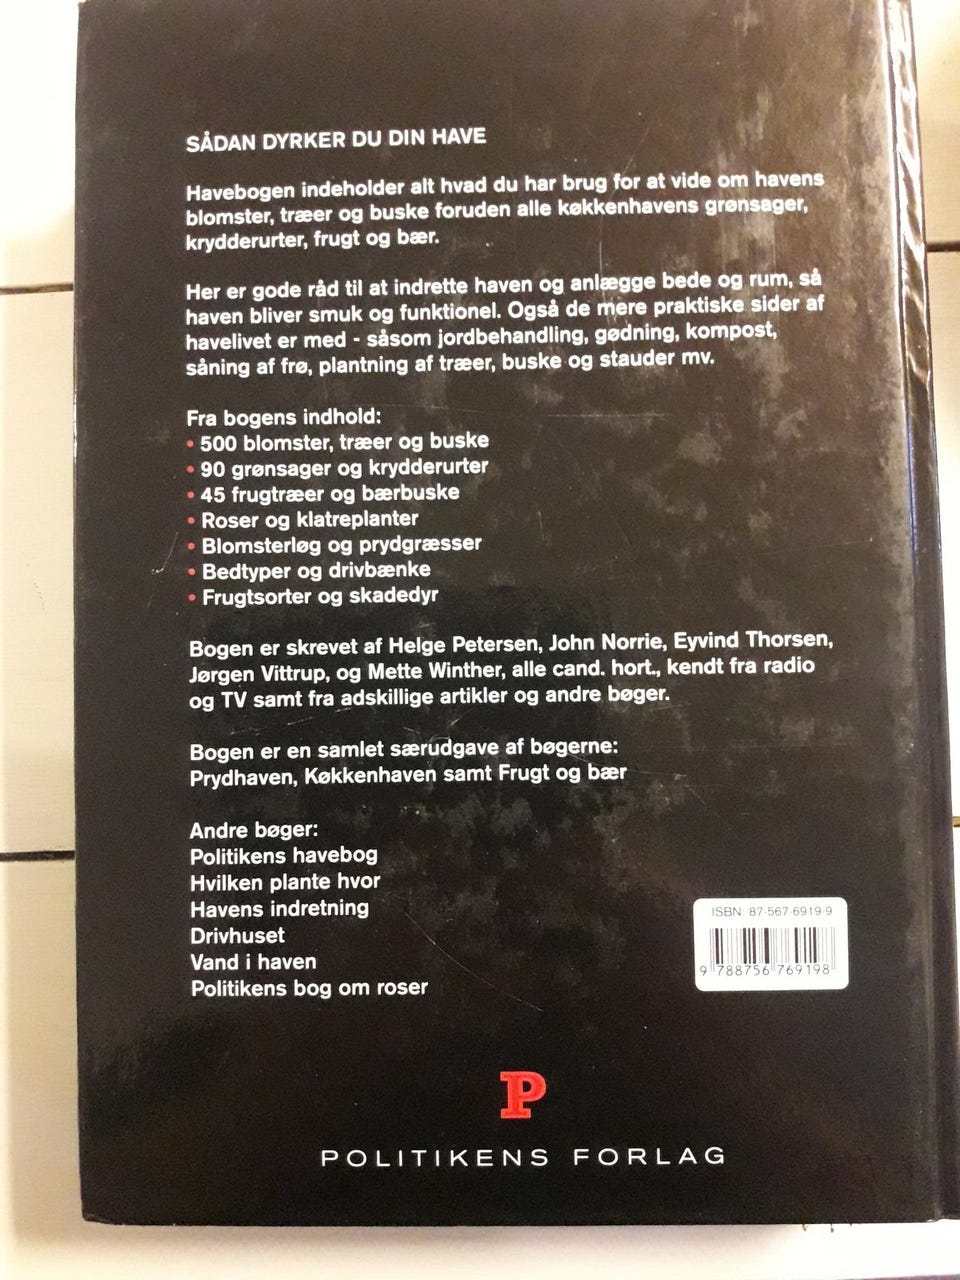 SÅDAN DYRKER DU DIN HAVE
Havebogen indeholder alt hvad du har brug for at vide om havens
blomster, træer og buske foruden alle køkkenhavens grønsager,
krydderurter, frugt og bær.
Her er gode råd til at indrette haven og anlægge bede og rum, så
haven bliver smuk og funktionel. Også de mere praktiske sider af
havelivet er med - såsom jordbehandling, gødning, kompost,
såning af frø, plantning af træer, buske og stauder mv.
Fra bogens indhold:
• 500 blomster, træer og buske
• 90 grønsager og krydderurter
• 45 frugtræer og bærbuske
• Roser og klatreplanter
• Blomsterløg og prydgræsser
• Bedtyper og drivbænke
• Frugtsorter og skadedyr
Bogen er skrevet af Helge Petersen, John Norrie, Eyvind Thorsen,
Jørgen Vittrup, og Mette Winther, alle cand. hort., kendt fra radio
og TV samt fra adskillige artikler og andre bøger.
Bogen er en samlet særudgave af bøgerne:
Prydhaven, Køkkenhaven samt Frugt og bær
Andre bøger:
Politikens havebog
Hvilken plante hvor
Havens indretning
Drivhuset
Vand i haven
Politikens bog om roser
ISBN 87-567-6919-9
9 788756 769198
P
POLITIKENS FORLAG